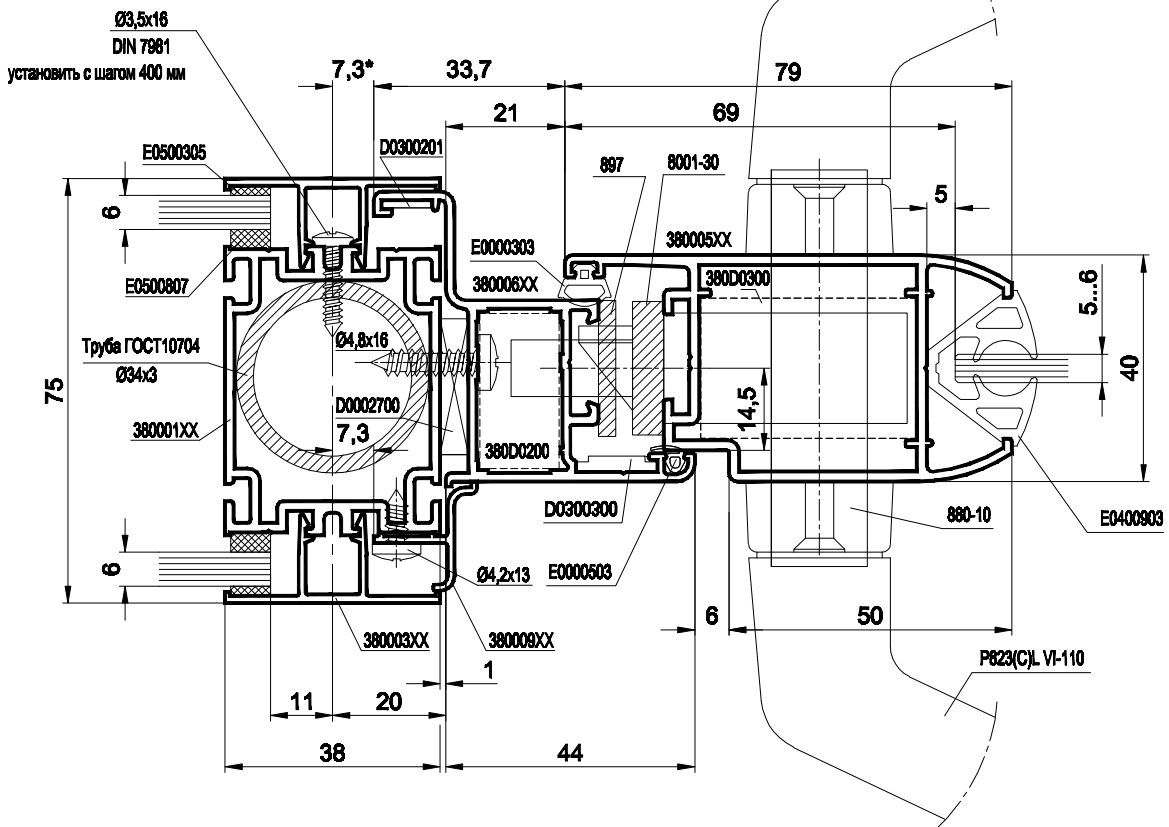 Ø3,5x16
DIN 7981
установить с шагом 400 мм
7,3*
33,7
79
21
69
E0500305
D0300201
897
8001-30
6
5
E0000303
380005XX
E0500807
380006XX
380D0300
5...6
Труба ГОСТ10704
Ø34x3
Ø4,8x16
75
40
D0002700
14,5
380001XX
7,3
380D0200
D0300300
880-10
E0400903
6
Ø4,2x13
E0000503
6
50
380003XX
380009XX
P823(C)L VI-110
1
11
20
38
44